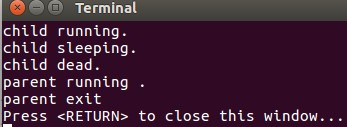 Terminal
child running.
child sleeping.
child dead.
parent running .
parent exit
Press <RETURN> to close this window...